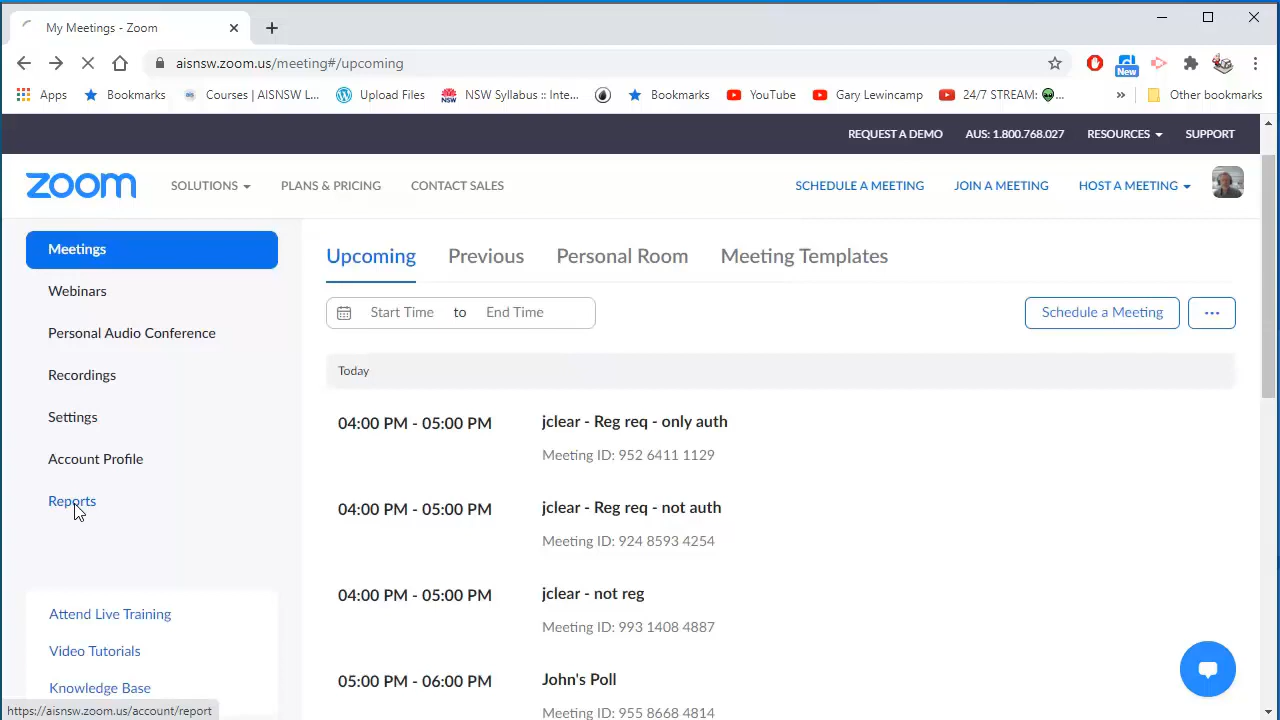 My Meetings - Zoom
aisnsw.zoom.us/meeting#/upcoming
New
Apps Bookmarks Courses | AISNSW L... Upload Files NSW Syllabus :: Inte... Bookmarks YouTube Gary Lewincamp 24/7 STREAM: 👽... » Other bookmarks
REQUEST A DEMO AUS: 1.800.768.027 RESOURCES SUPPORT
zoom SOLUTIONS PLANS & PRICING CONTACT SALES SCHEDULE A MEETING JOIN A MEETING HOST A MEETING
Meetings
Webinars
Personal Audio Conference
Recordings
Settings
Account Profile
Reports
Attend Live Training
Video Tutorials
Knowledge Base
https://aisnsw.zoom.us/account/report
Upcoming Previous Personal Room Meeting Templates
Start Time to End Time Schedule a Meeting ...
Today
04:00 PM - 05:00 PM jclear - Reg req - only auth
Meeting ID: 952 6411 1129
04:00 PM - 05:00 PM jclear - Reg req - not auth
Meeting ID: 924 8593 4254
04:00 PM - 05:00 PM jclear - not reg
Meeting ID: 993 1408 4887
05:00 PM - 06:00 PM John's Poll
Meeting ID: 955 8668 4814